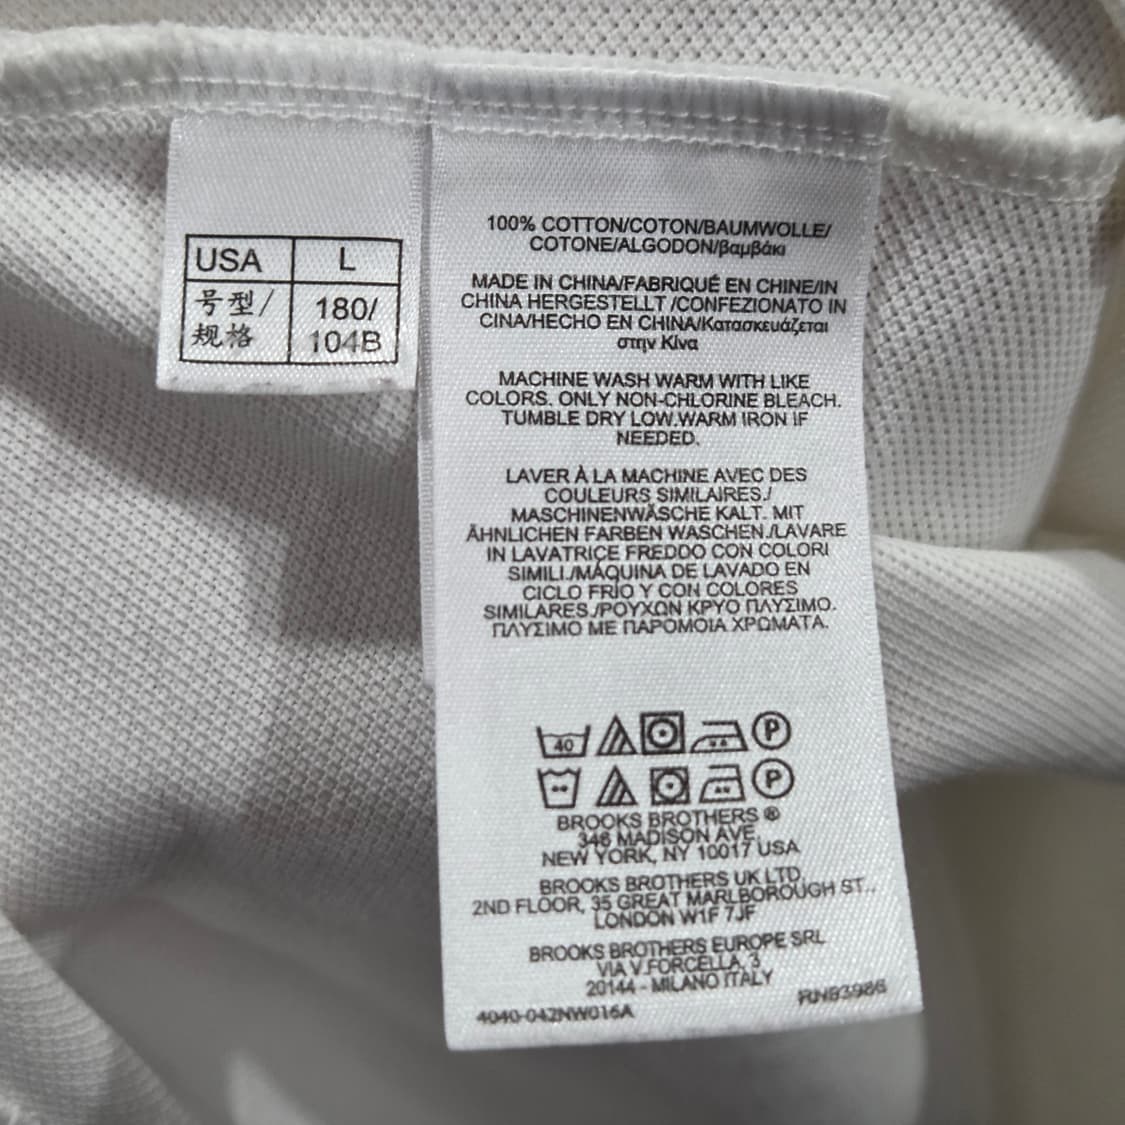 USA L
号型/ 180/
规格 104B
100% COTTON/COTON/BAUMWOLLE/
COTONE/ALGODON/βαμβάκι
MADE IN CHINA/FABRIQUÉ EN CHINE/IN
CHINA HERGESTELLT /CONFEZIONATO IN
CINA/HECHO EN CHINA/Κατασκευάζεται
στην Κίνα
MACHINE WASH WARM WITH LIKE
COLORS. ONLY NON-CHLORINE BLEACH.
TUMBLE DRY LOW.WARM IRON IF
NEEDED.
LAVER À LA MACHINE AVEC DES
COULEURS SIMILAIRES./
MASCHINENWÄSCHE KALT. MIT
ÄHNLICHEN FARBEN WASCHEN./LAVARE
IN LAVATRICE FREDDO CON COLORI
SIMILI./MÁQUINA DE LAVADO EN
CICLO FRÍO Y CON COLORES
SIMILARES./ΡΟΥΧΩΝ ΚΡΥΟ ΠΛΥΣΙΜΟ.
ΠΛΥΣΙΜΟ ΜΕ ΠΑΡΟΜΟΙΑ ΧΡΩΜΑΤΑ.
40 P
P
BROOKS BROTHERS ®
346 MADISON AVE.
NEW YORK, NY 10017 USA
BROOKS BROTHERS UK LTD.
2ND FLOOR, 35 GREAT MARLBOROUGH ST..
LONDON W1F 7JF
BROOKS BROTHERS EUROPE SRL
VIA V.FORCELLA, 3
20144 - MILANO ITALY
4040-042NW016A RN83986